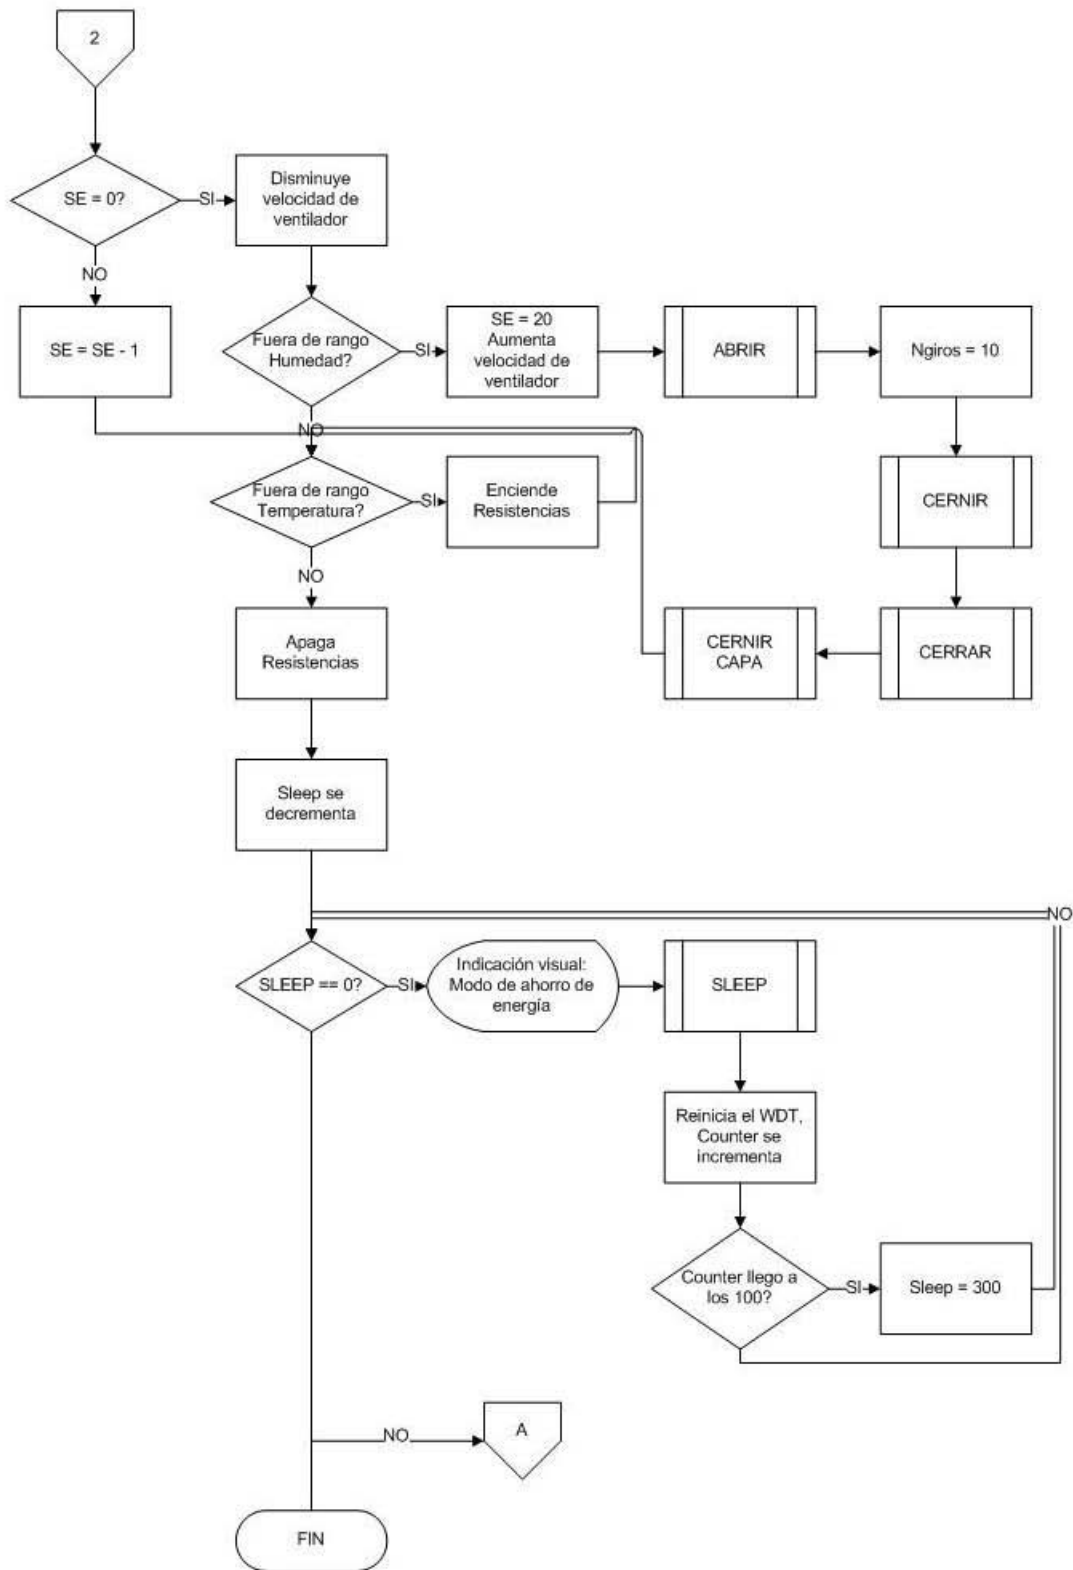 2
SE = 0?
SI
Disminuye
velocidad de
ventilador
NO
SE = SE - 1
Fuera de rango
Humedad?
SI
SE = 20
Aumenta
velocidad de
ventilador
ABRIR
Ngiros = 10
NO
Fuera de rango
Temperatura?
SI
Enciende
Resistencias
CERNIR
NO
Apaga
Resistencias
CERNIR
CAPA
CERRAR
Sleep se
decrementa
NO
SLEEP == 0?
SI
Indicación visual:
Modo de ahorro de
energía
SLEEP
Reinicia el WDT,
Counter se
incrementa
Counter llego a
los 100?
SI
Sleep = 300
NO
A
FIN